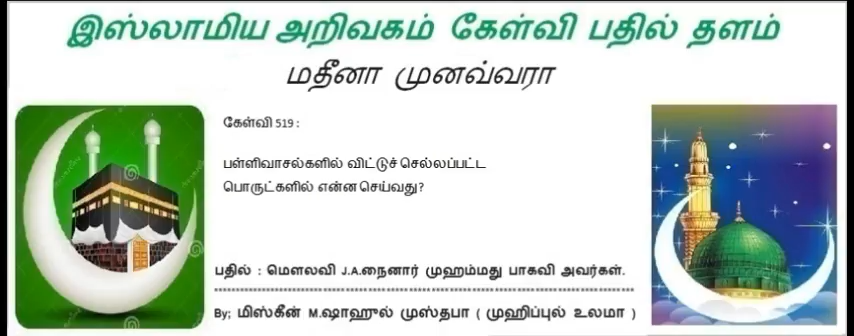 இஸ்லாமிய அறிவகம் கேள்வி பதில் தளம்
மதீனா முனவ்வரா
கேள்வி 519 :
பள்ளிவாசல்களில் விட்டுச் செல்லப்பட்ட
பொருட்களில் என்ன செய்வது?
பதில் : மௌலவி J.A.நைனார் முஹம்மது பாகவி அவர்கள்.
By; மிஸ்கீன் M.ஷாஹுல் முஸ்தபா ( முஹிப்புல் உலமா )